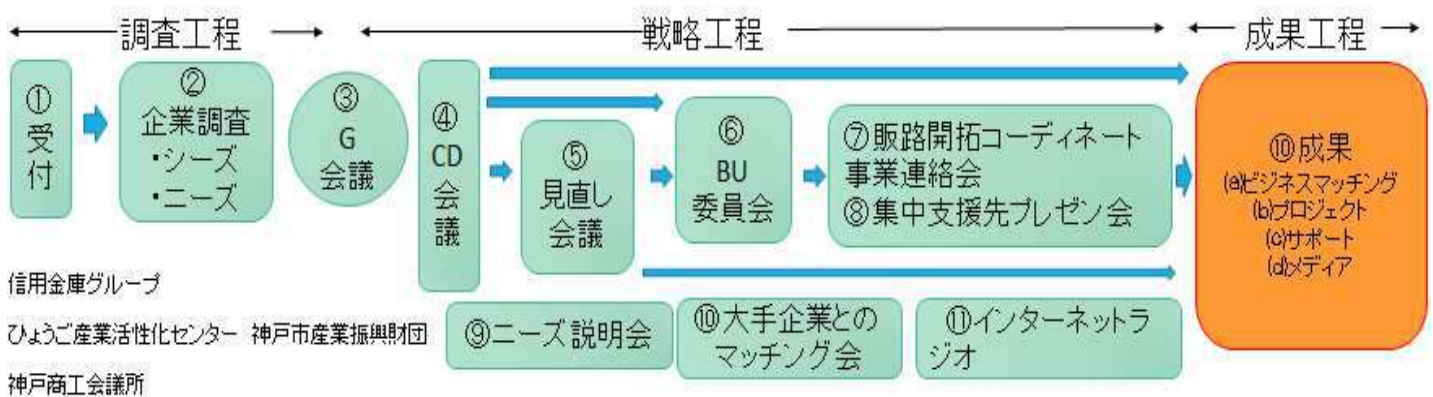 調査工程
戦略工程
成果工程
①
受
付
②
企業調査
・シーズ
・ニーズ
③
G
会議
④
CD
会
議
⑤
見直し
会議
⑥
BU
委員会
⑦販路開拓コーディネート
事業連絡会
⑧集中支援先プレゼン会
⑩成果
(a)ビジネスマッチング
(b)プロジェクト
(c)サポート
(d)メディア
信用金庫グループ
ひょうご産業活性化センター 神戸市産業振興財団
神戸商工会議所
⑨ニーズ説明会
⑩大手企業との
マッチング会
⑪インターネットラ
ジオ